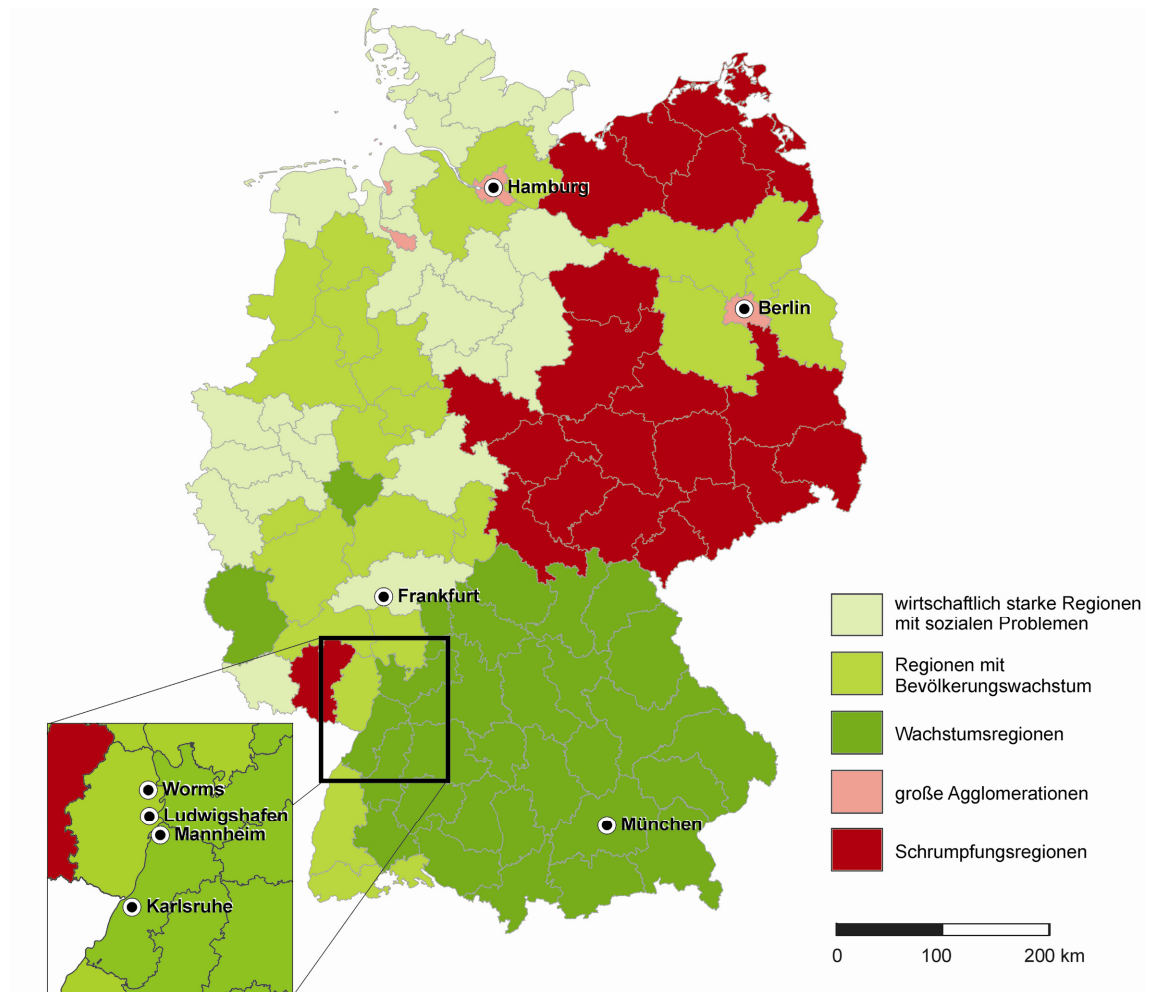 Hamburg
Berlin
Frankfurt
wirtschaftlich starke Regionen
mit sozialen Problemen
Regionen mit
Bevölkerungswachstum
Wachstumsregionen
große Agglomerationen
Schrumpfungsregionen
München
Worms
Ludwigshafen
Mannheim
Karlsruhe
0 100 200 km